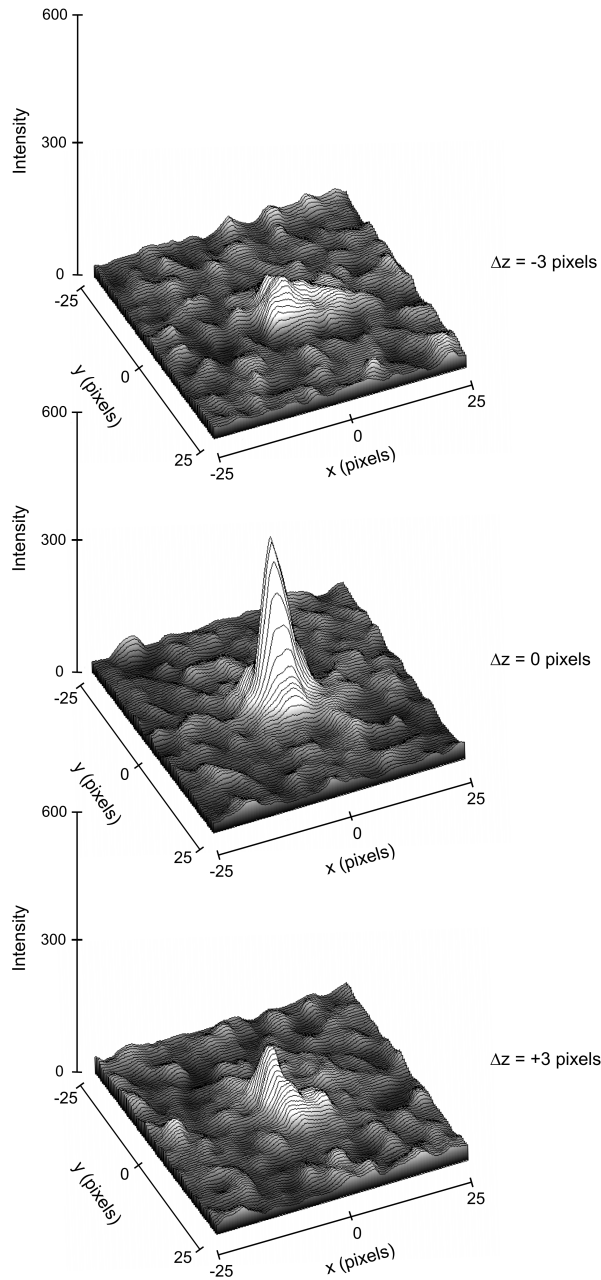 600
Intensity
300
0
Δz = -3 pixels
-25
y (pixels)
0
25
-25
0
25
x (pixels)
600
Intensity
300
0
Δz = 0 pixels
-25
y (pixels)
0
25
-25
0
25
x (pixels)
600
Intensity
300
0
Δz = +3 pixels
-25
y (pixels)
0
25
-25
0
25
x (pixels)